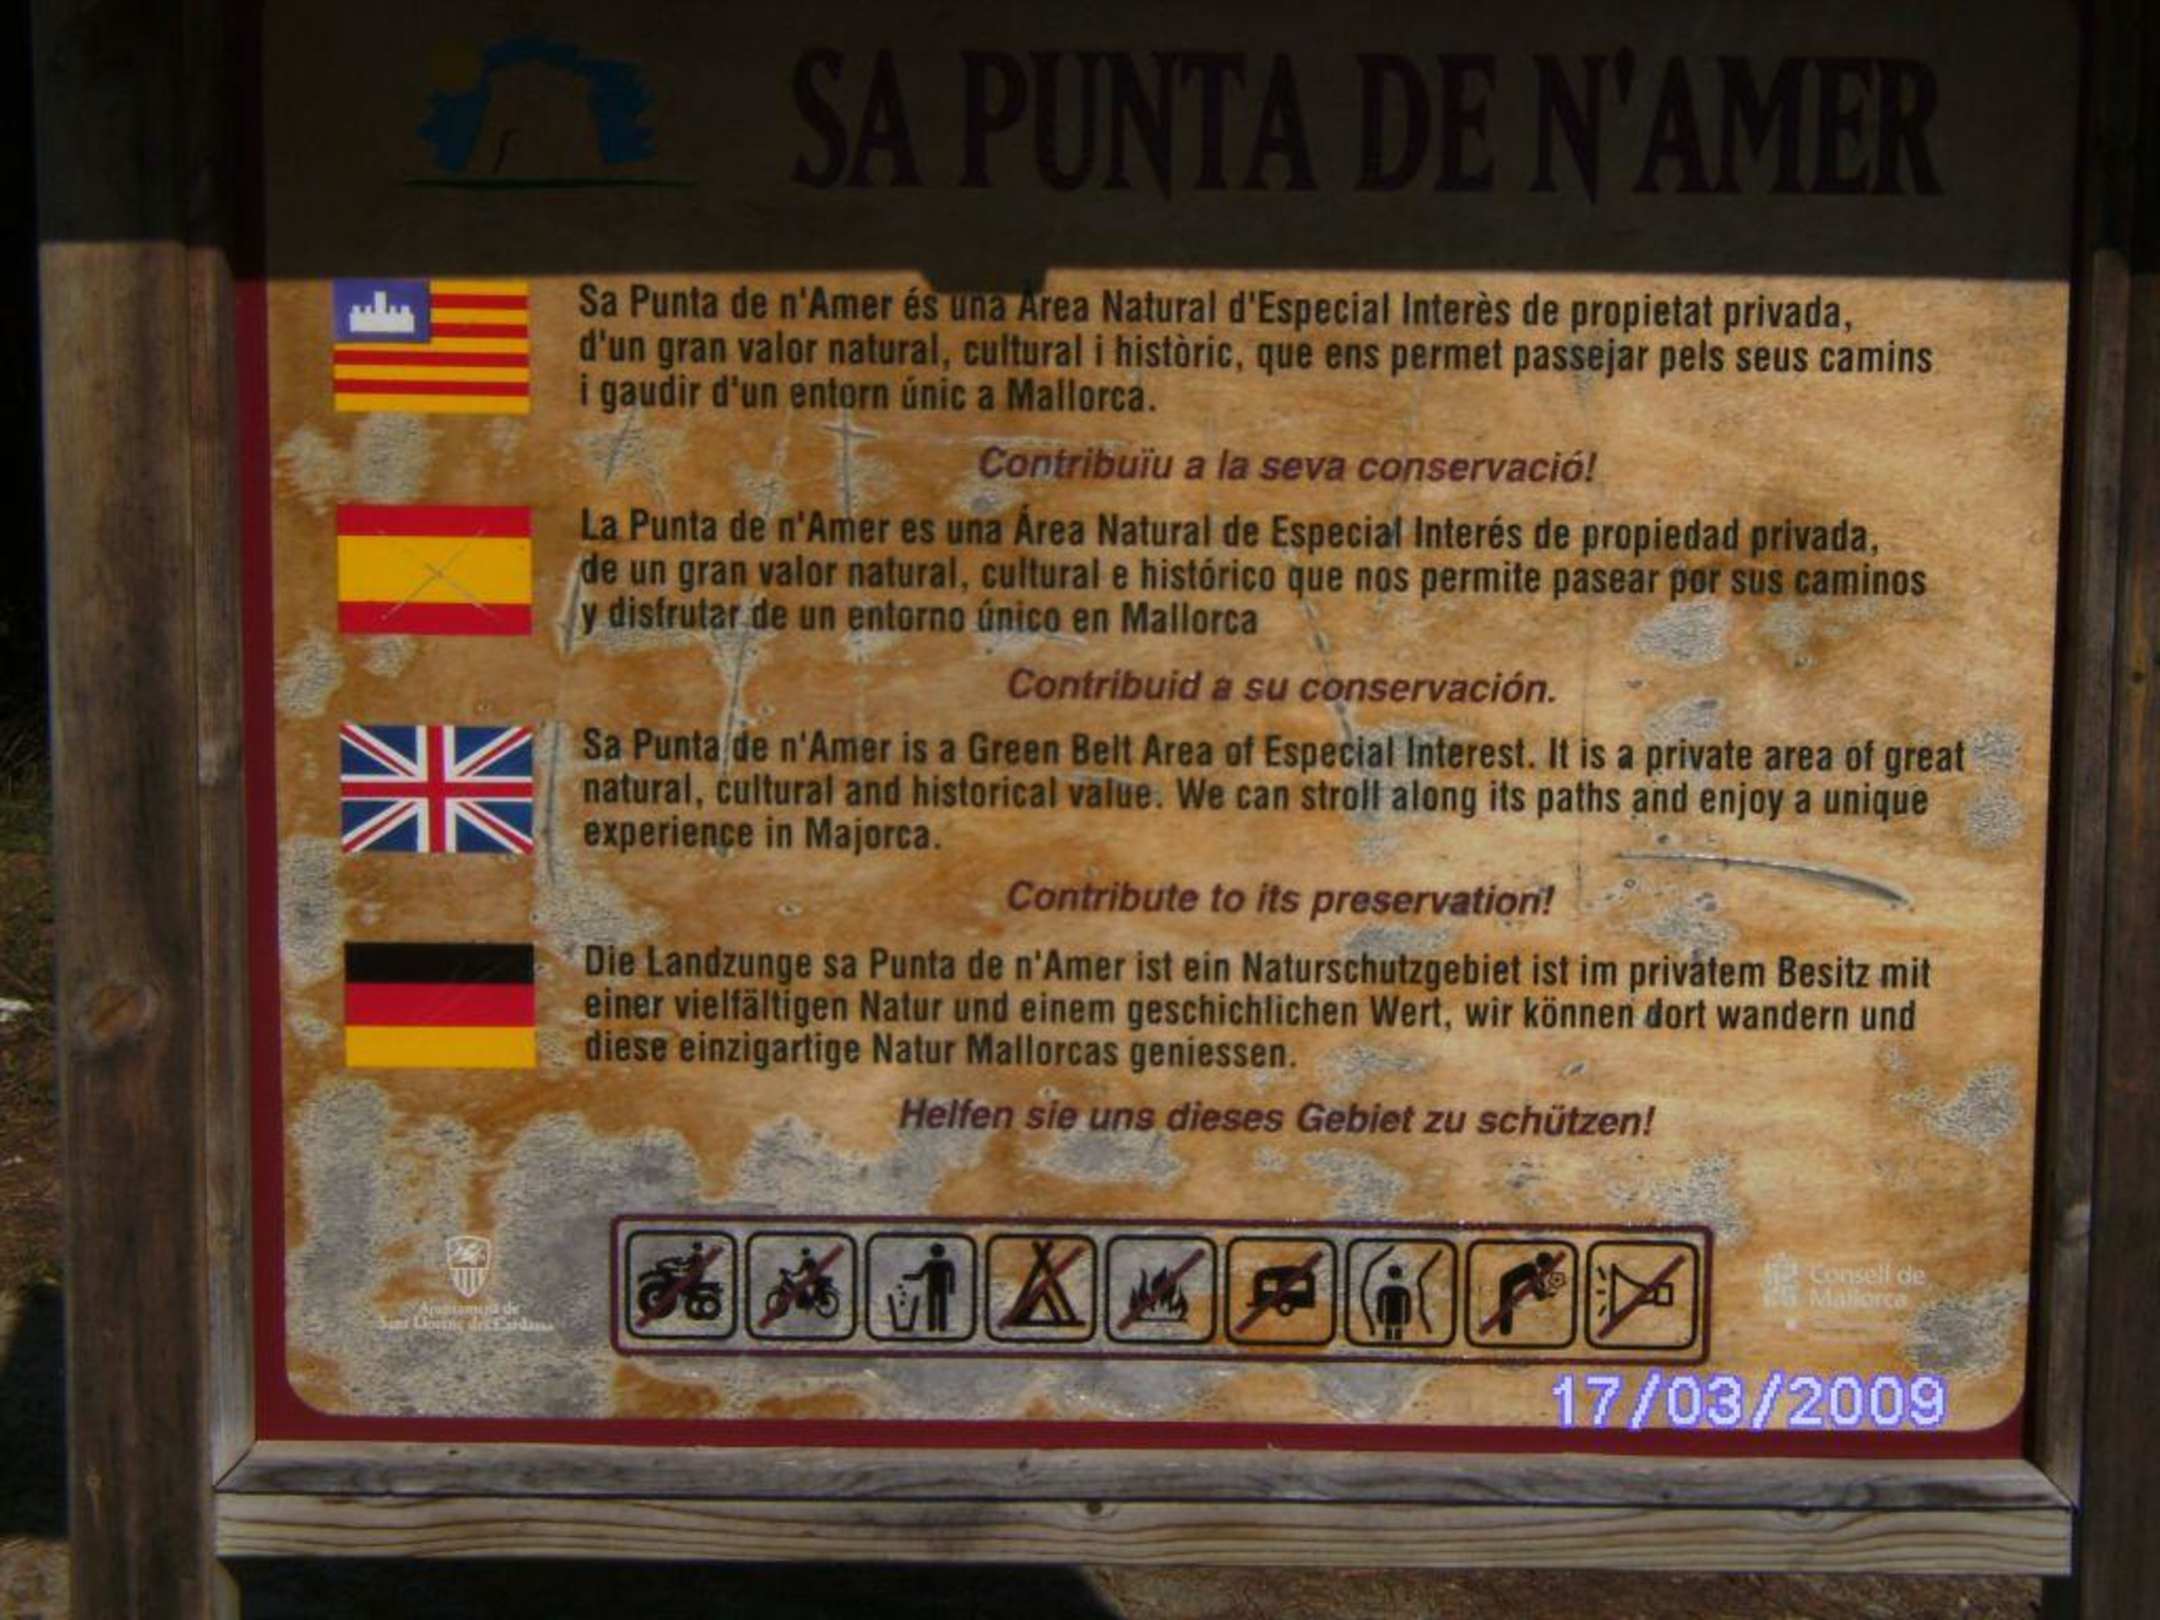 SA PUNTA DE N'AMER
Sa Punta de n'Amer és una Àrea Natural d'Especial Interès de propietat privada,
d'un gran valor natural, cultural i històric, que ens permet passejar pels seus camins
i gaudir d'un entorn únic a Mallorca.
Contribuïu a la seva conservació!
La Punta de n'Amer es una Área Natural de Especial Interés de propiedad privada,
de un gran valor natural, cultural e histórico que nos permite pasear por sus caminos
y disfrutar de un entorno único en Mallorca
Contribuid a su conservación.
Sa Punta de n'Amer is a Green Belt Area of Especial Interest. It is a private area of great
natural, cultural and historical value. We can stroll along its paths and enjoy a unique
experience in Majorca.
Contribute to its preservation!
Die Landzunge sa Punta de n'Amer ist ein Naturschutzgebiet ist im privatem Besitz mit
einer vielfältigen Natur und einem geschichlichen Wert, wir können dort wandern und
diese einzigartige Natur Mallorcas geniessen.
Helfen sie uns dieses Gebiet zu schützen!
Ajuntament de
Sant Llorenç des Cardassar
Consell de
Mallorca
17/03/2009